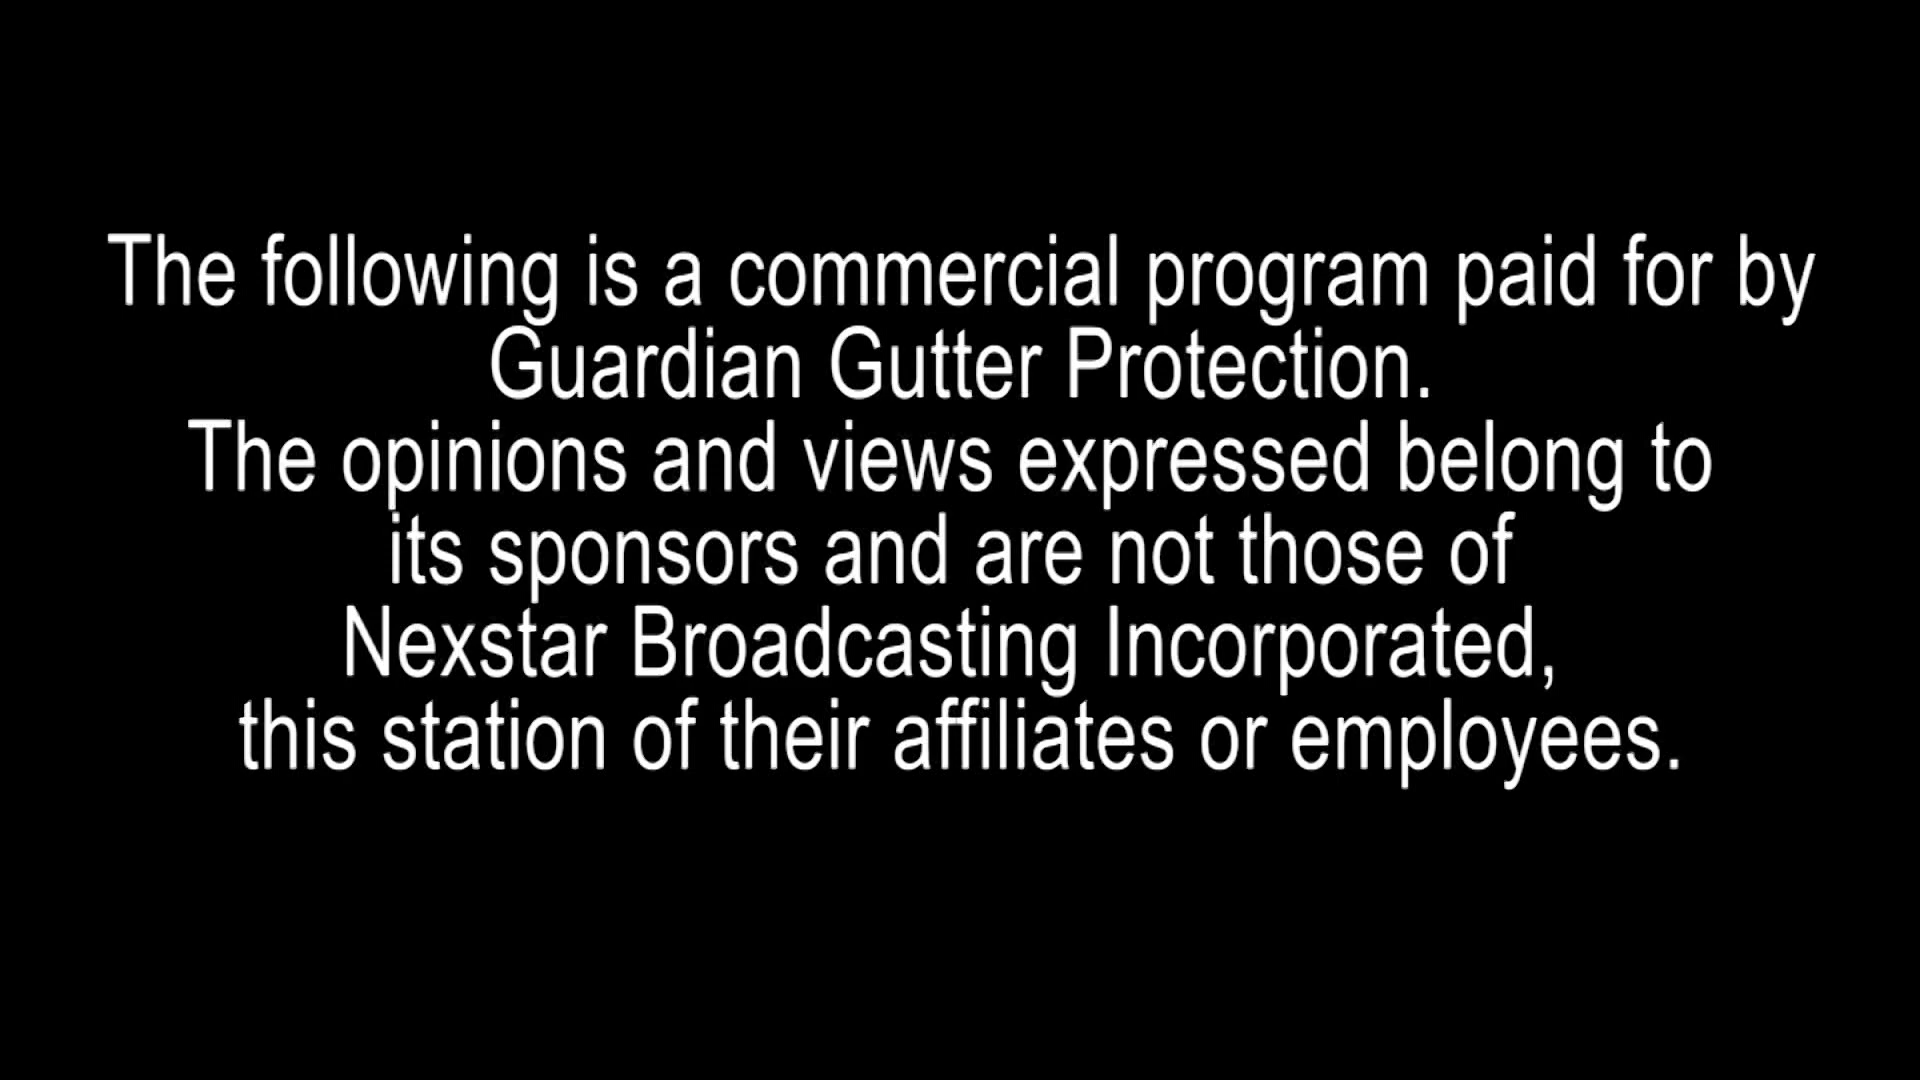 The following is a commercial program paid for by
Guardian Gutter Protection.
The opinions and views expressed belong to
its sponsors and are not those of
Nexstar Broadcasting Incorporated,
this station of their affiliates or employees.